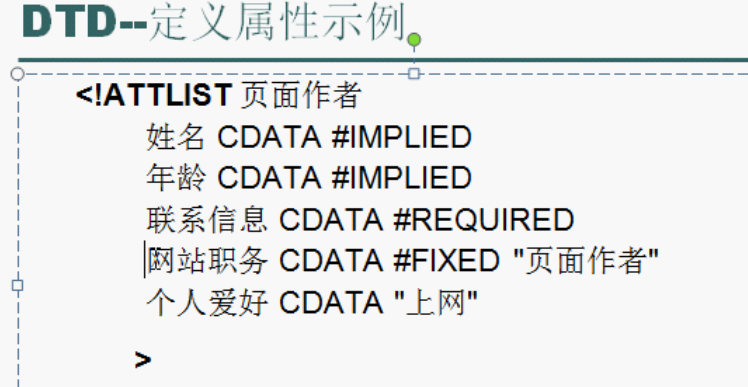 DTD--定义属性示例
<!ATTLIST 页面作者
姓名 CDATA #IMPLIED
年龄 CDATA #IMPLIED
联系信息 CDATA #REQUIRED
网站职务 CDATA #FIXED "页面作者"
个人爱好 CDATA "上网"
>